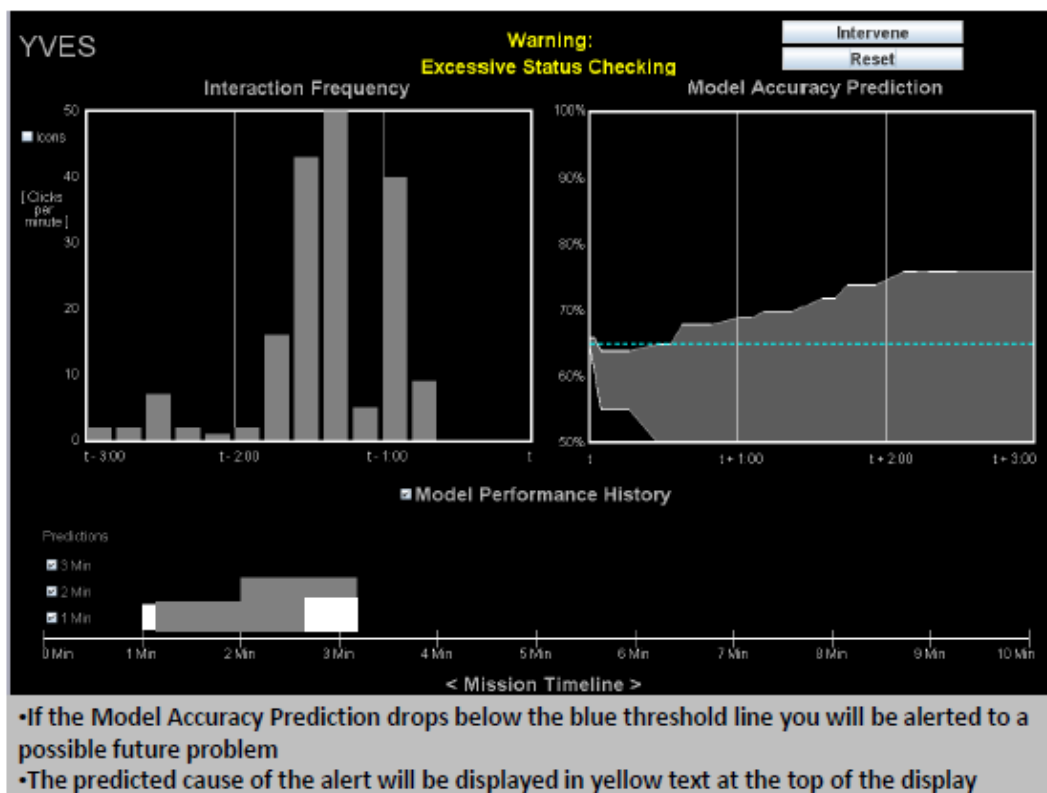 YVES
Warning:
Excessive Status Checking
Intervene
Reset
Interaction Frequency
Model Accuracy Prediction
Icons
[ Clicks
per
minute ]
50
40
30
20
10
0
t - 3:00
t - 2:00
t - 1:00
t
100%
90%
80%
70%
60%
50%
t
t + 1:00
t + 2:00
t + 3:00
Model Performance History
Predictions
3 Min
2 Min
1 Min
0 Min
1 Min
2 Min
3 Min
4 Min
5 Min
6 Min
7 Min
8 Min
9 Min
10 Min
< Mission Timeline >
•If the Model Accuracy Prediction drops below the blue threshold line you will be alerted to a
possible future problem
•The predicted cause of the alert will be displayed in yellow text at the top of the display